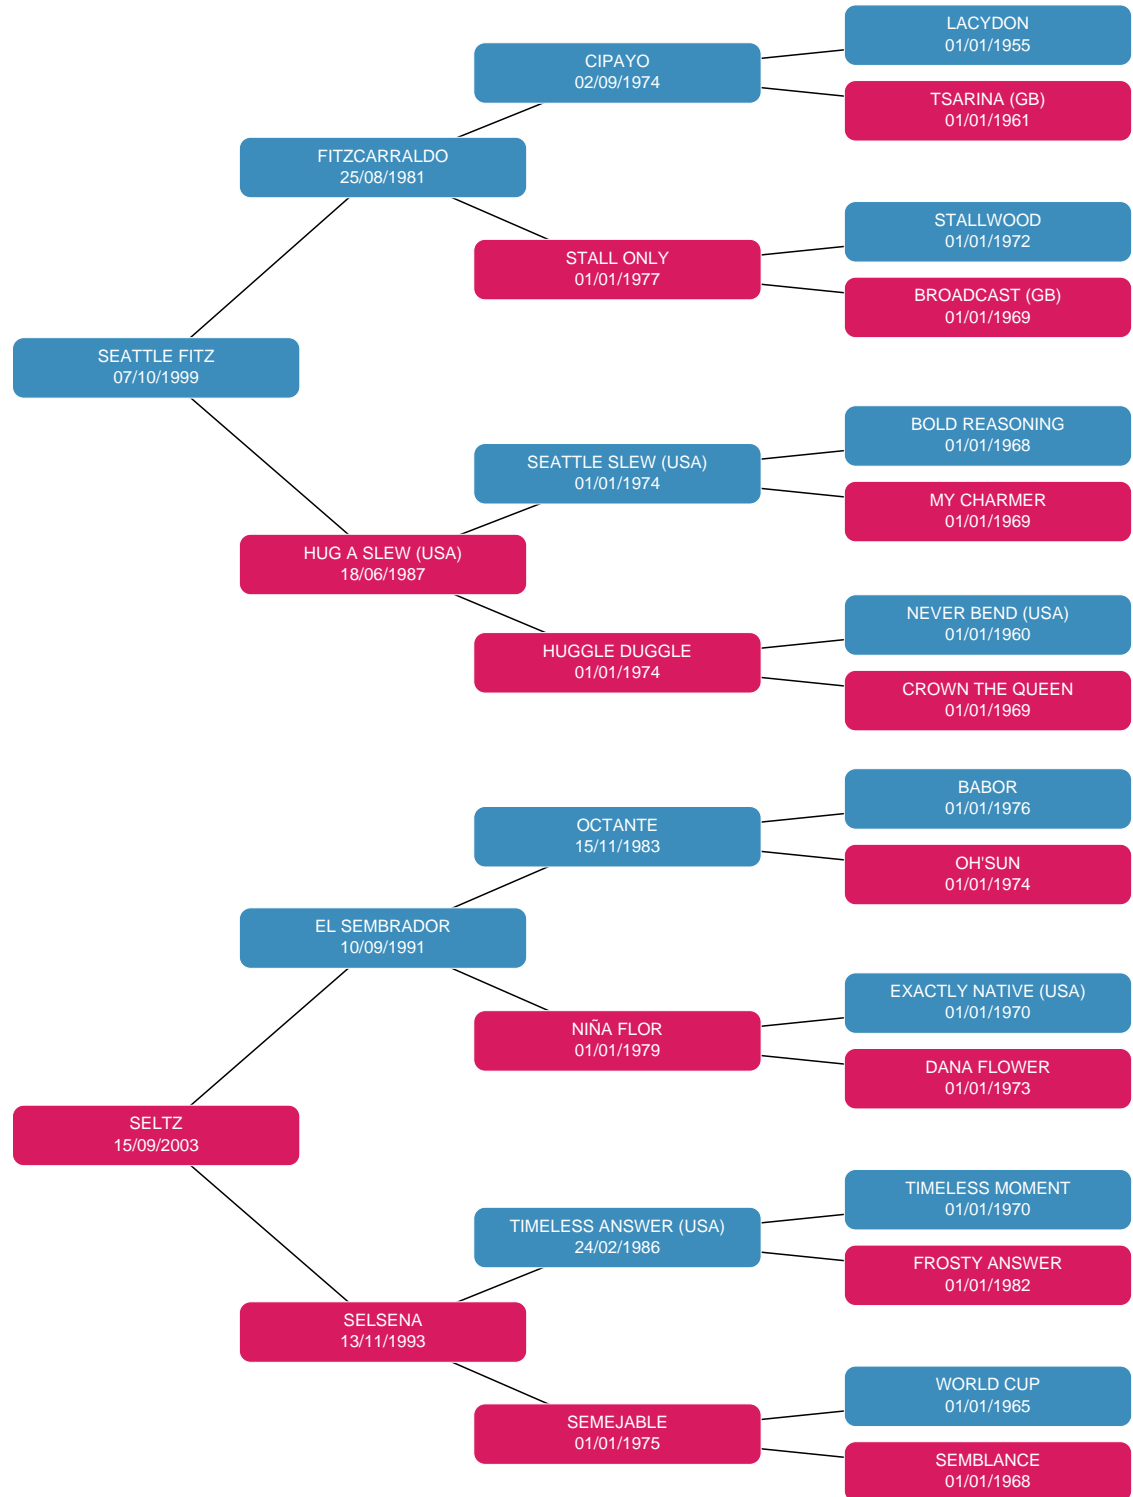 LACYDON
01/01/1955
CIPAYO
02/09/1974
TSARINA (GB)
01/01/1961
FITZCARRALDO
25/08/1981
STALLWOOD
01/01/1972
STALL ONLY
01/01/1977
BROADCAST (GB)
01/01/1969
SEATTLE FITZ
07/10/1999
BOLD REASONING
01/01/1968
SEATTLE SLEW (USA)
01/01/1974
MY CHARMER
01/01/1969
HUG A SLEW (USA)
18/06/1987
NEVER BEND (USA)
01/01/1960
HUGGLE DUGGLE
01/01/1974
CROWN THE QUEEN
01/01/1969
BABOR
01/01/1976
OCTANTE
15/11/1983
OH'SUN
01/01/1974
EL SEMBRADOR
10/09/1991
EXACTLY NATIVE (USA)
01/01/1970
NIÑA FLOR
01/01/1979
DANA FLOWER
01/01/1973
SELTZ
15/09/2003
TIMELESS MOMENT
01/01/1970
TIMELESS ANSWER (USA)
24/02/1986
FROSTY ANSWER
01/01/1982
SELSENA
13/11/1993
WORLD CUP
01/01/1965
SEMEJABLE
01/01/1975
SEMBLANCE
01/01/1968